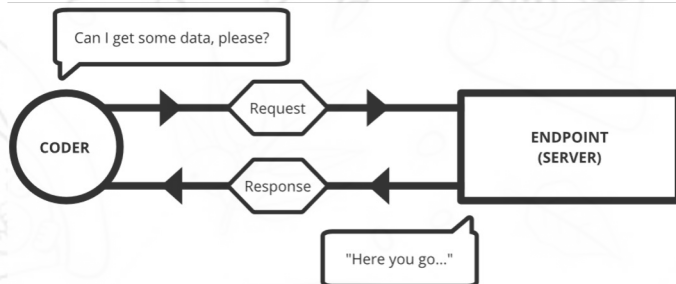 Can I get some data, please?
Request
CODER
ENDPOINT
(SERVER)
Response
"Here you go..."